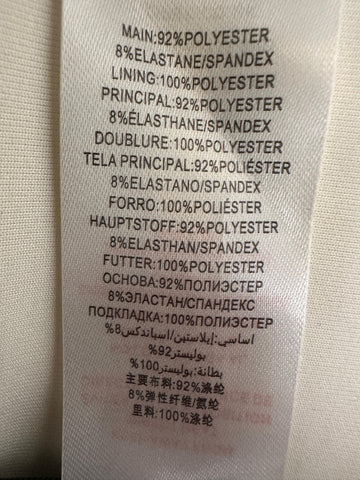 MAIN:92%POLYESTER
8%ELASTANE/SPANDEX
LINING:100%POLYESTER
PRINCIPAL:92%POLYESTER
8%ÉLASTHANE/SPANDEX
DOUBLURE:100%POLYESTER
TELA PRINCIPAL:92%POLIÉSTER
8%ELASTANO/SPANDEX
FORRO:100%POLIÉSTER
HAUPTSTOFF:92%POLYESTER
8%ELASTHAN/SPANDEX
FUTTER:100%POLYESTER
ОСНОВА:92%ПОЛИЭСТЕР
8%ЭЛАСТАН/СПАНДЕКС
ПОДКЛАДКА:100%ПОЛИЭСТЕР
اساسي:إيلاستين/اسباندكس8%
بوليستر92%
بطانة:بوليستر100%
主要布料:92%涤纶
8%弹性纤维/氨纶
里料:100%涤纶